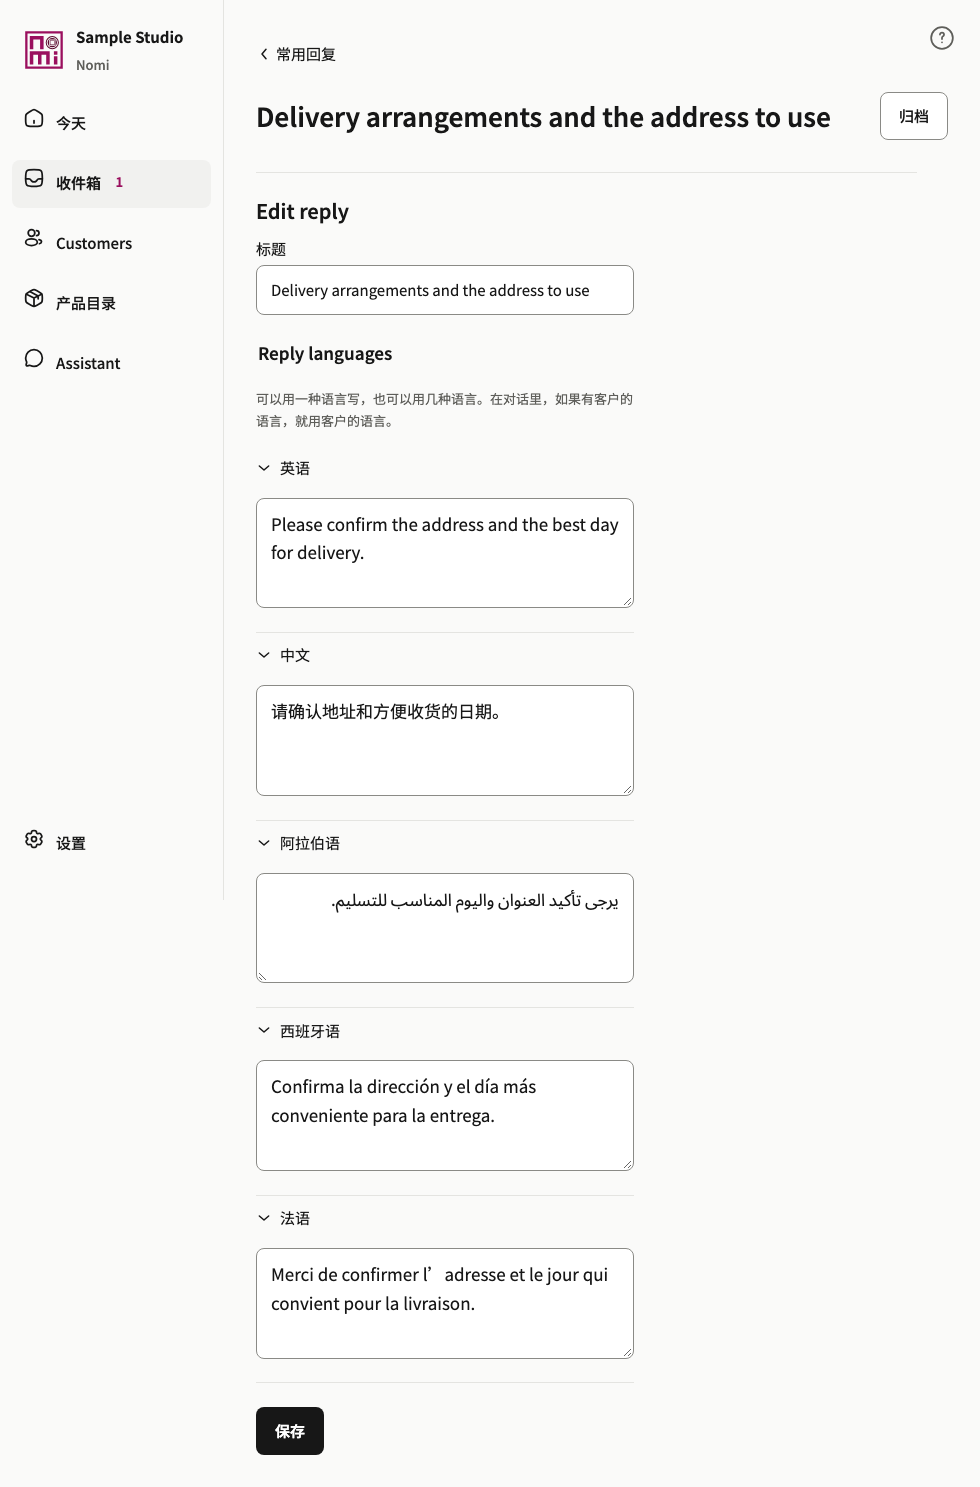 Sample Studio
Nomi
今天
收件箱 1
Customers
产品目录
Assistant
设置
常用回复
Delivery arrangements and the address to use
归档
Edit reply
标题
Delivery arrangements and the address to use
Reply languages
可以用一种语言写，也可以用几种语言。在对话里，如果有客户的
语言，就用客户的语言。
英语
Please confirm the address and the best day
for delivery.
中文
请确认地址和方便收货的日期。
阿拉伯语
يرجى تأكيد العنوان واليوم المناسب للتسليم.
西班牙语
Confirma la dirección y el día más
conveniente para la entrega.
法语
Merci de confirmer l’adresse et le jour qui
convient pour la livraison.
保存